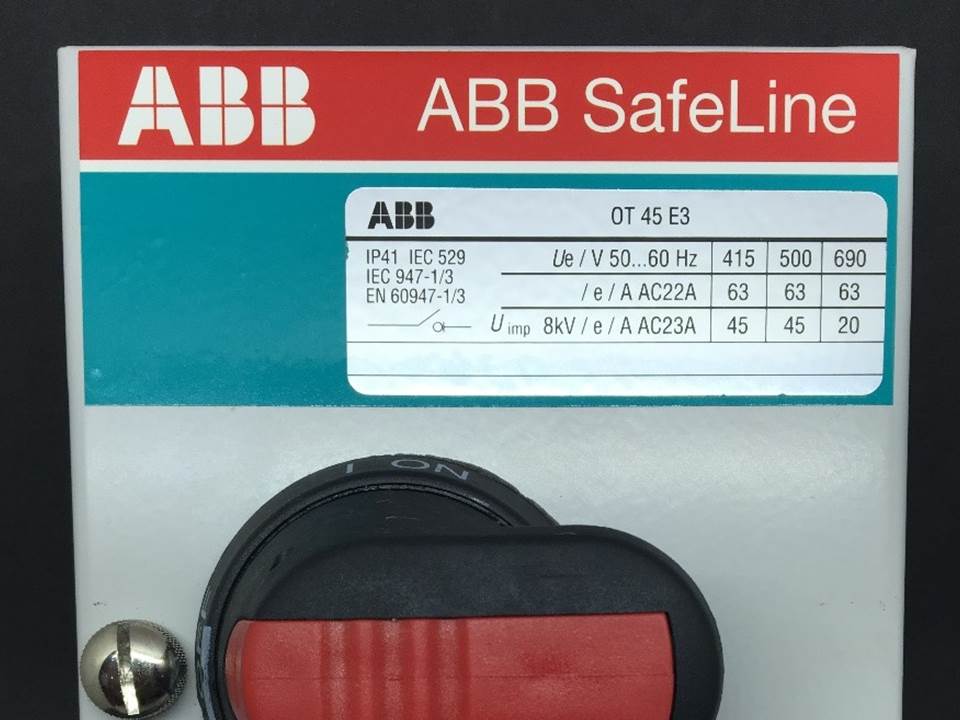 ABB ABB SafeLine
ABB OT 45 E3
IP41 IEC 529
IEC 947-1/3
EN 60947-1/3
Ue / V 50...60 Hz 415 500 690
/ e / A AC22A 63 63 63
U imp 8kV / e / A AC23A 45 45 20
I ON